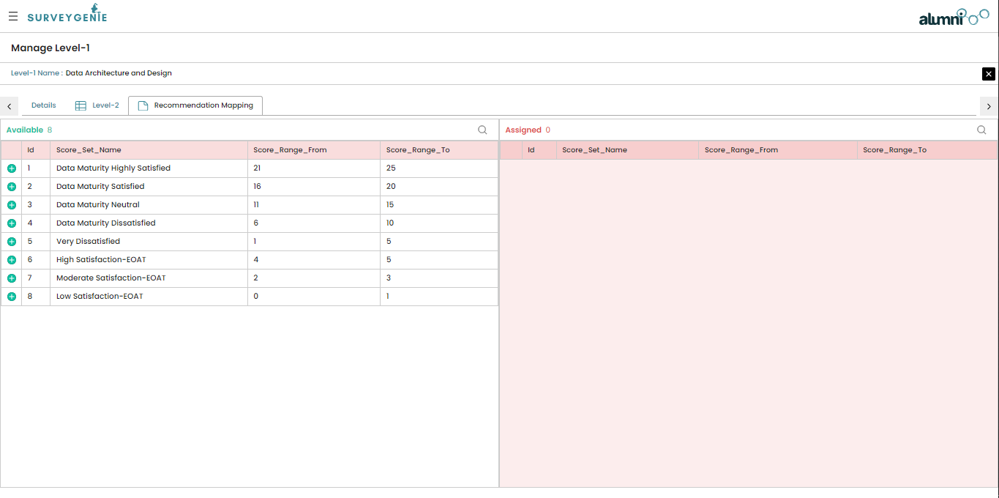 SURVEYGENIE
alumni
Manage Level-1
Level-1 Name : Data Architecture and Design
Details Level-2 Recommendation Mapping
Available 8
Id Score_Set_Name Score_Range_From Score_Range_To
1 Data Maturity Highly Satisfied 21 25
2 Data Maturity Satisfied 16 20
3 Data Maturity Neutral 11 15
4 Data Maturity Dissatisfied 6 10
5 Very Dissatisfied 1 5
6 High Satisfaction-EOAT 4 5
7 Moderate Satisfaction-EOAT 2 3
8 Low Satisfaction-EOAT 0 1
Assigned 0
Id Score_Set_Name Score_Range_From Score_Range_To